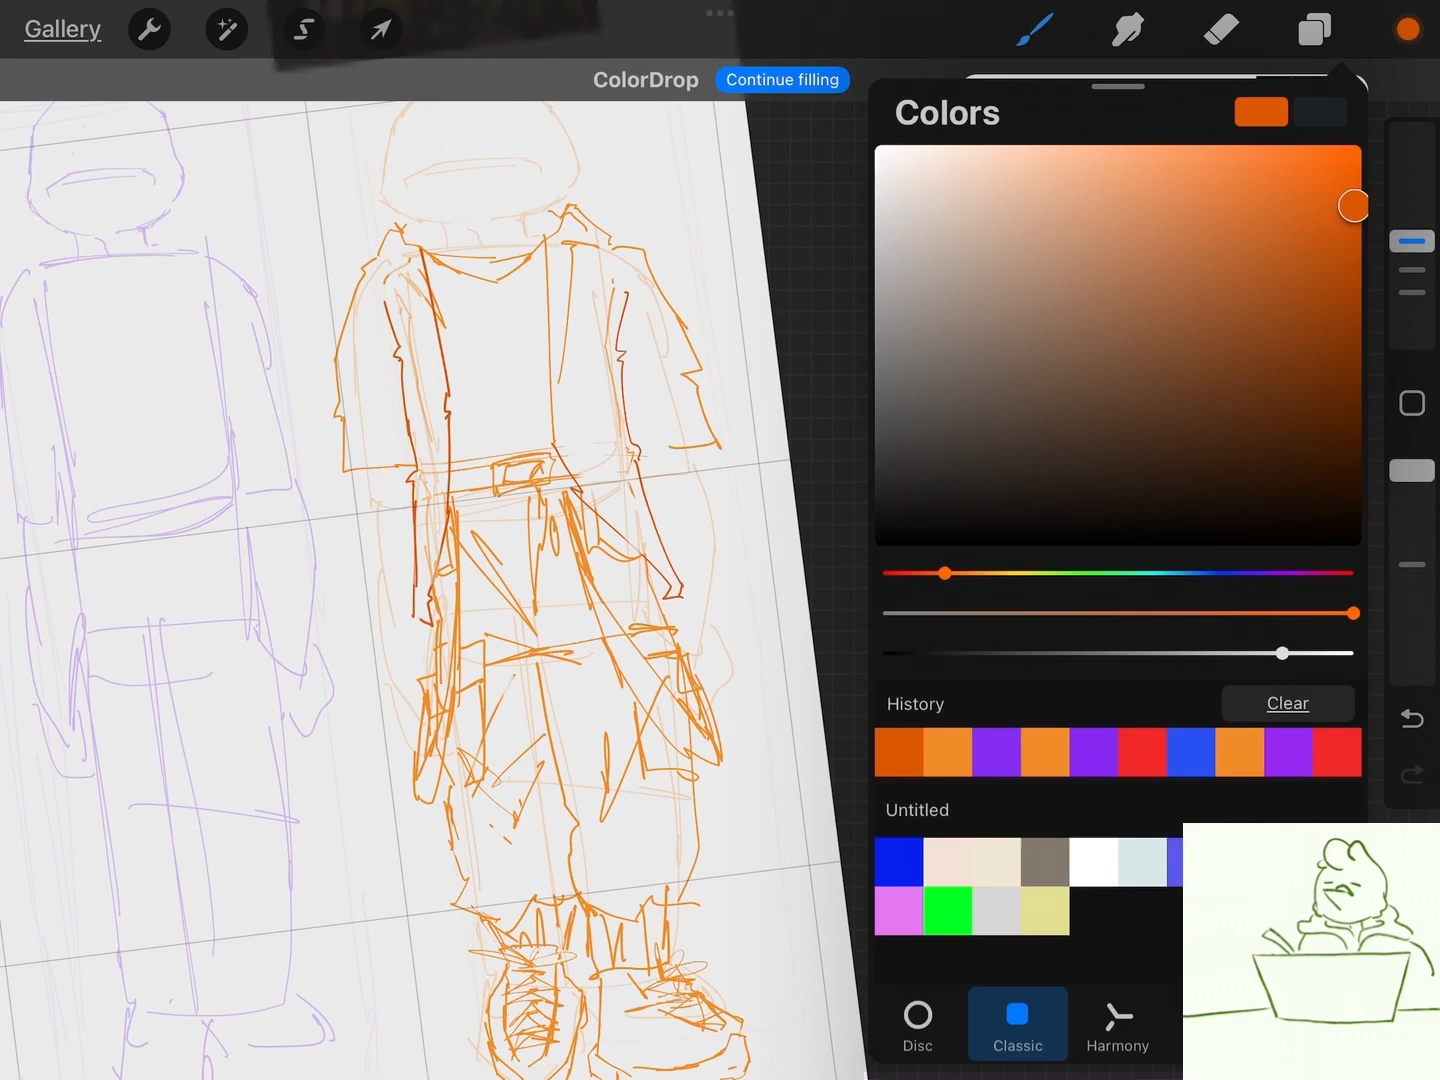 Gallery
ColorDrop
Continue filling
Colors
History
Clear
Untitled
Disc
Classic
Harmony